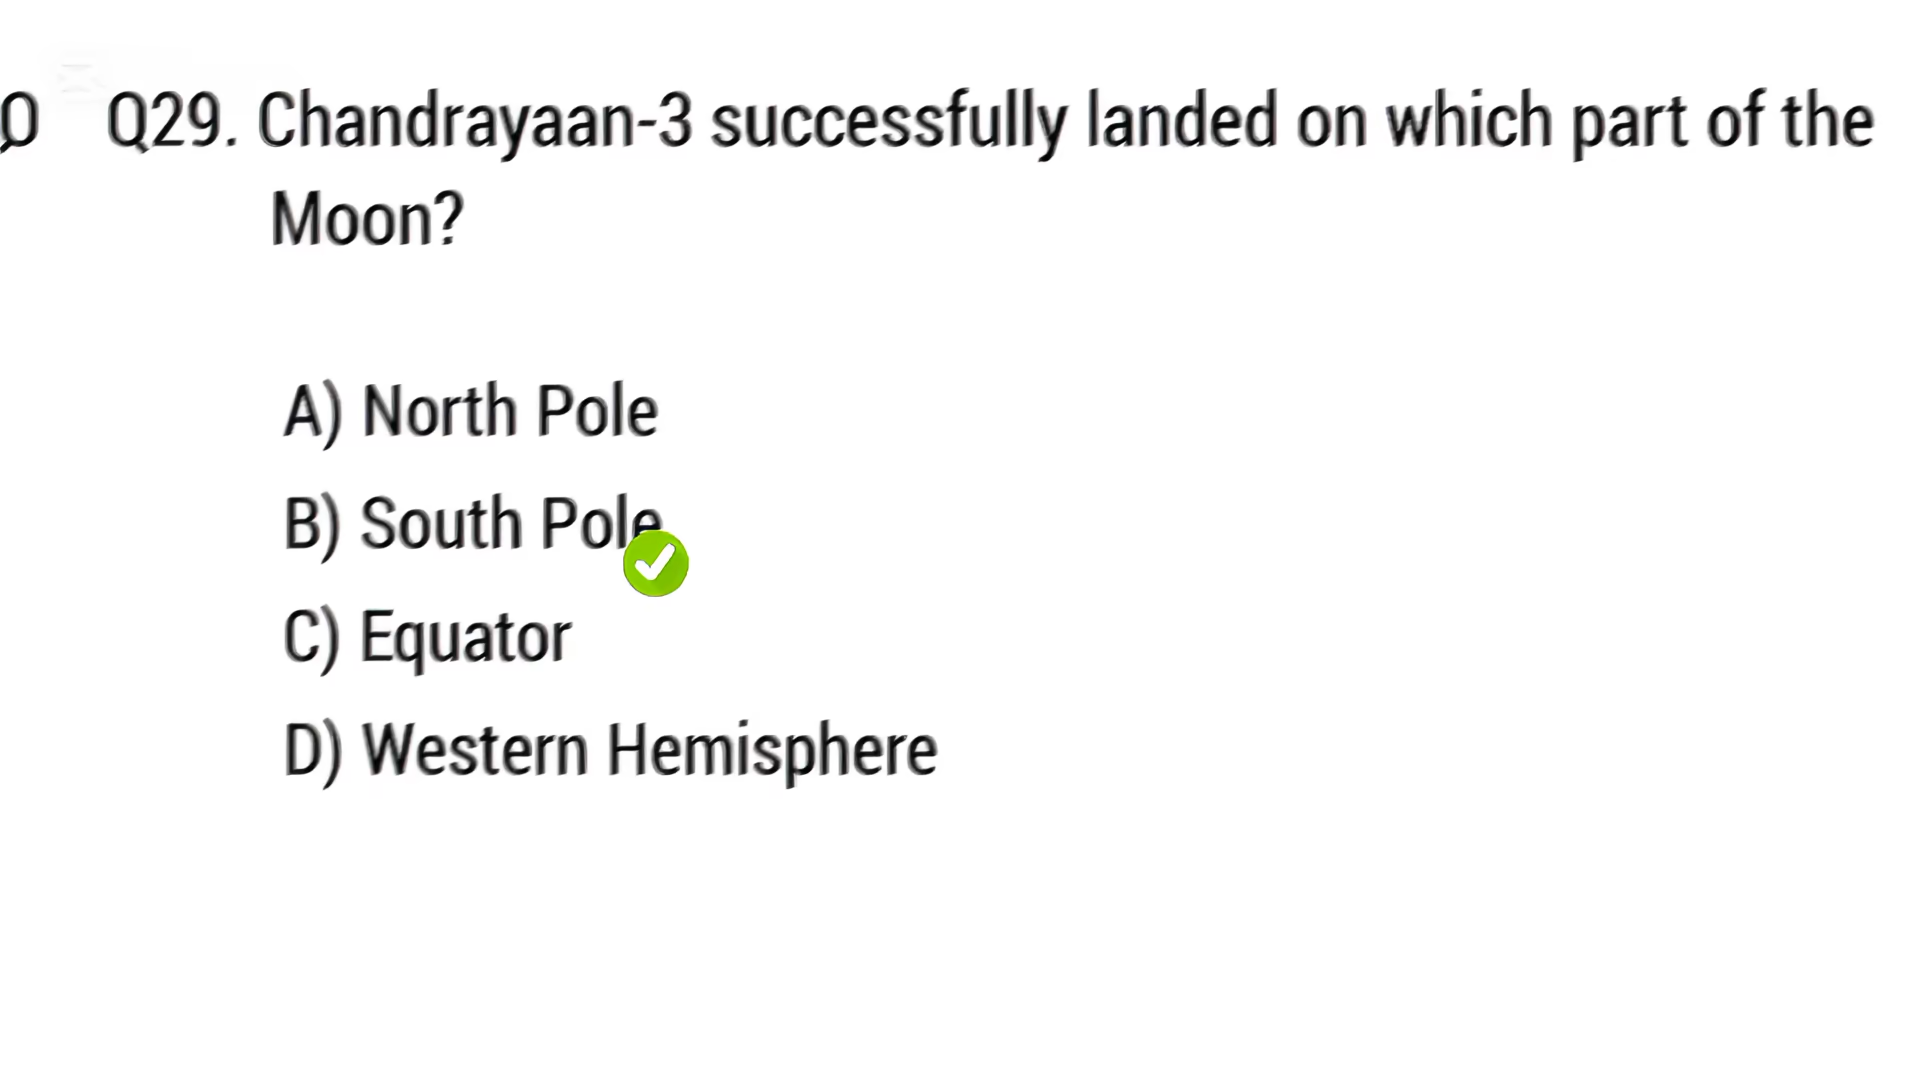 Q Q29. Chandrayaan-3 successfully landed on which part of the
Moon?
A) North Pole
B) South Pole
C) Equator
D) Western Hemisphere